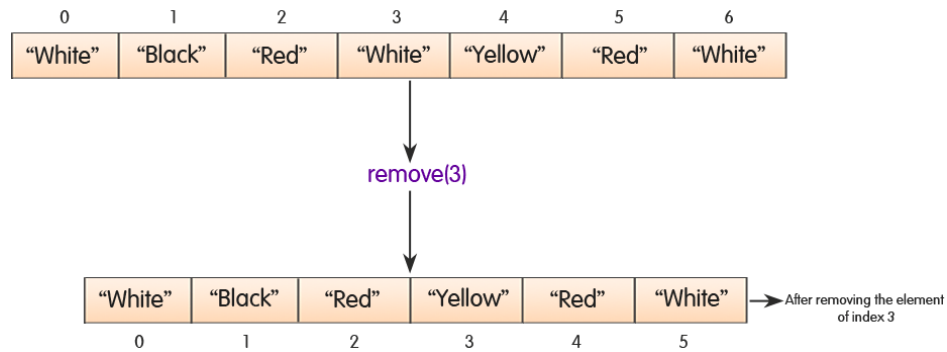 0 1 2 3 4 5 6
“White” “Black” “Red” “White” “Yellow” “Red” “White”
remove(3)
“White” “Black” “Red” “Yellow” “Red” “White”
After removing the element
of index 3
0 1 2 3 4 5